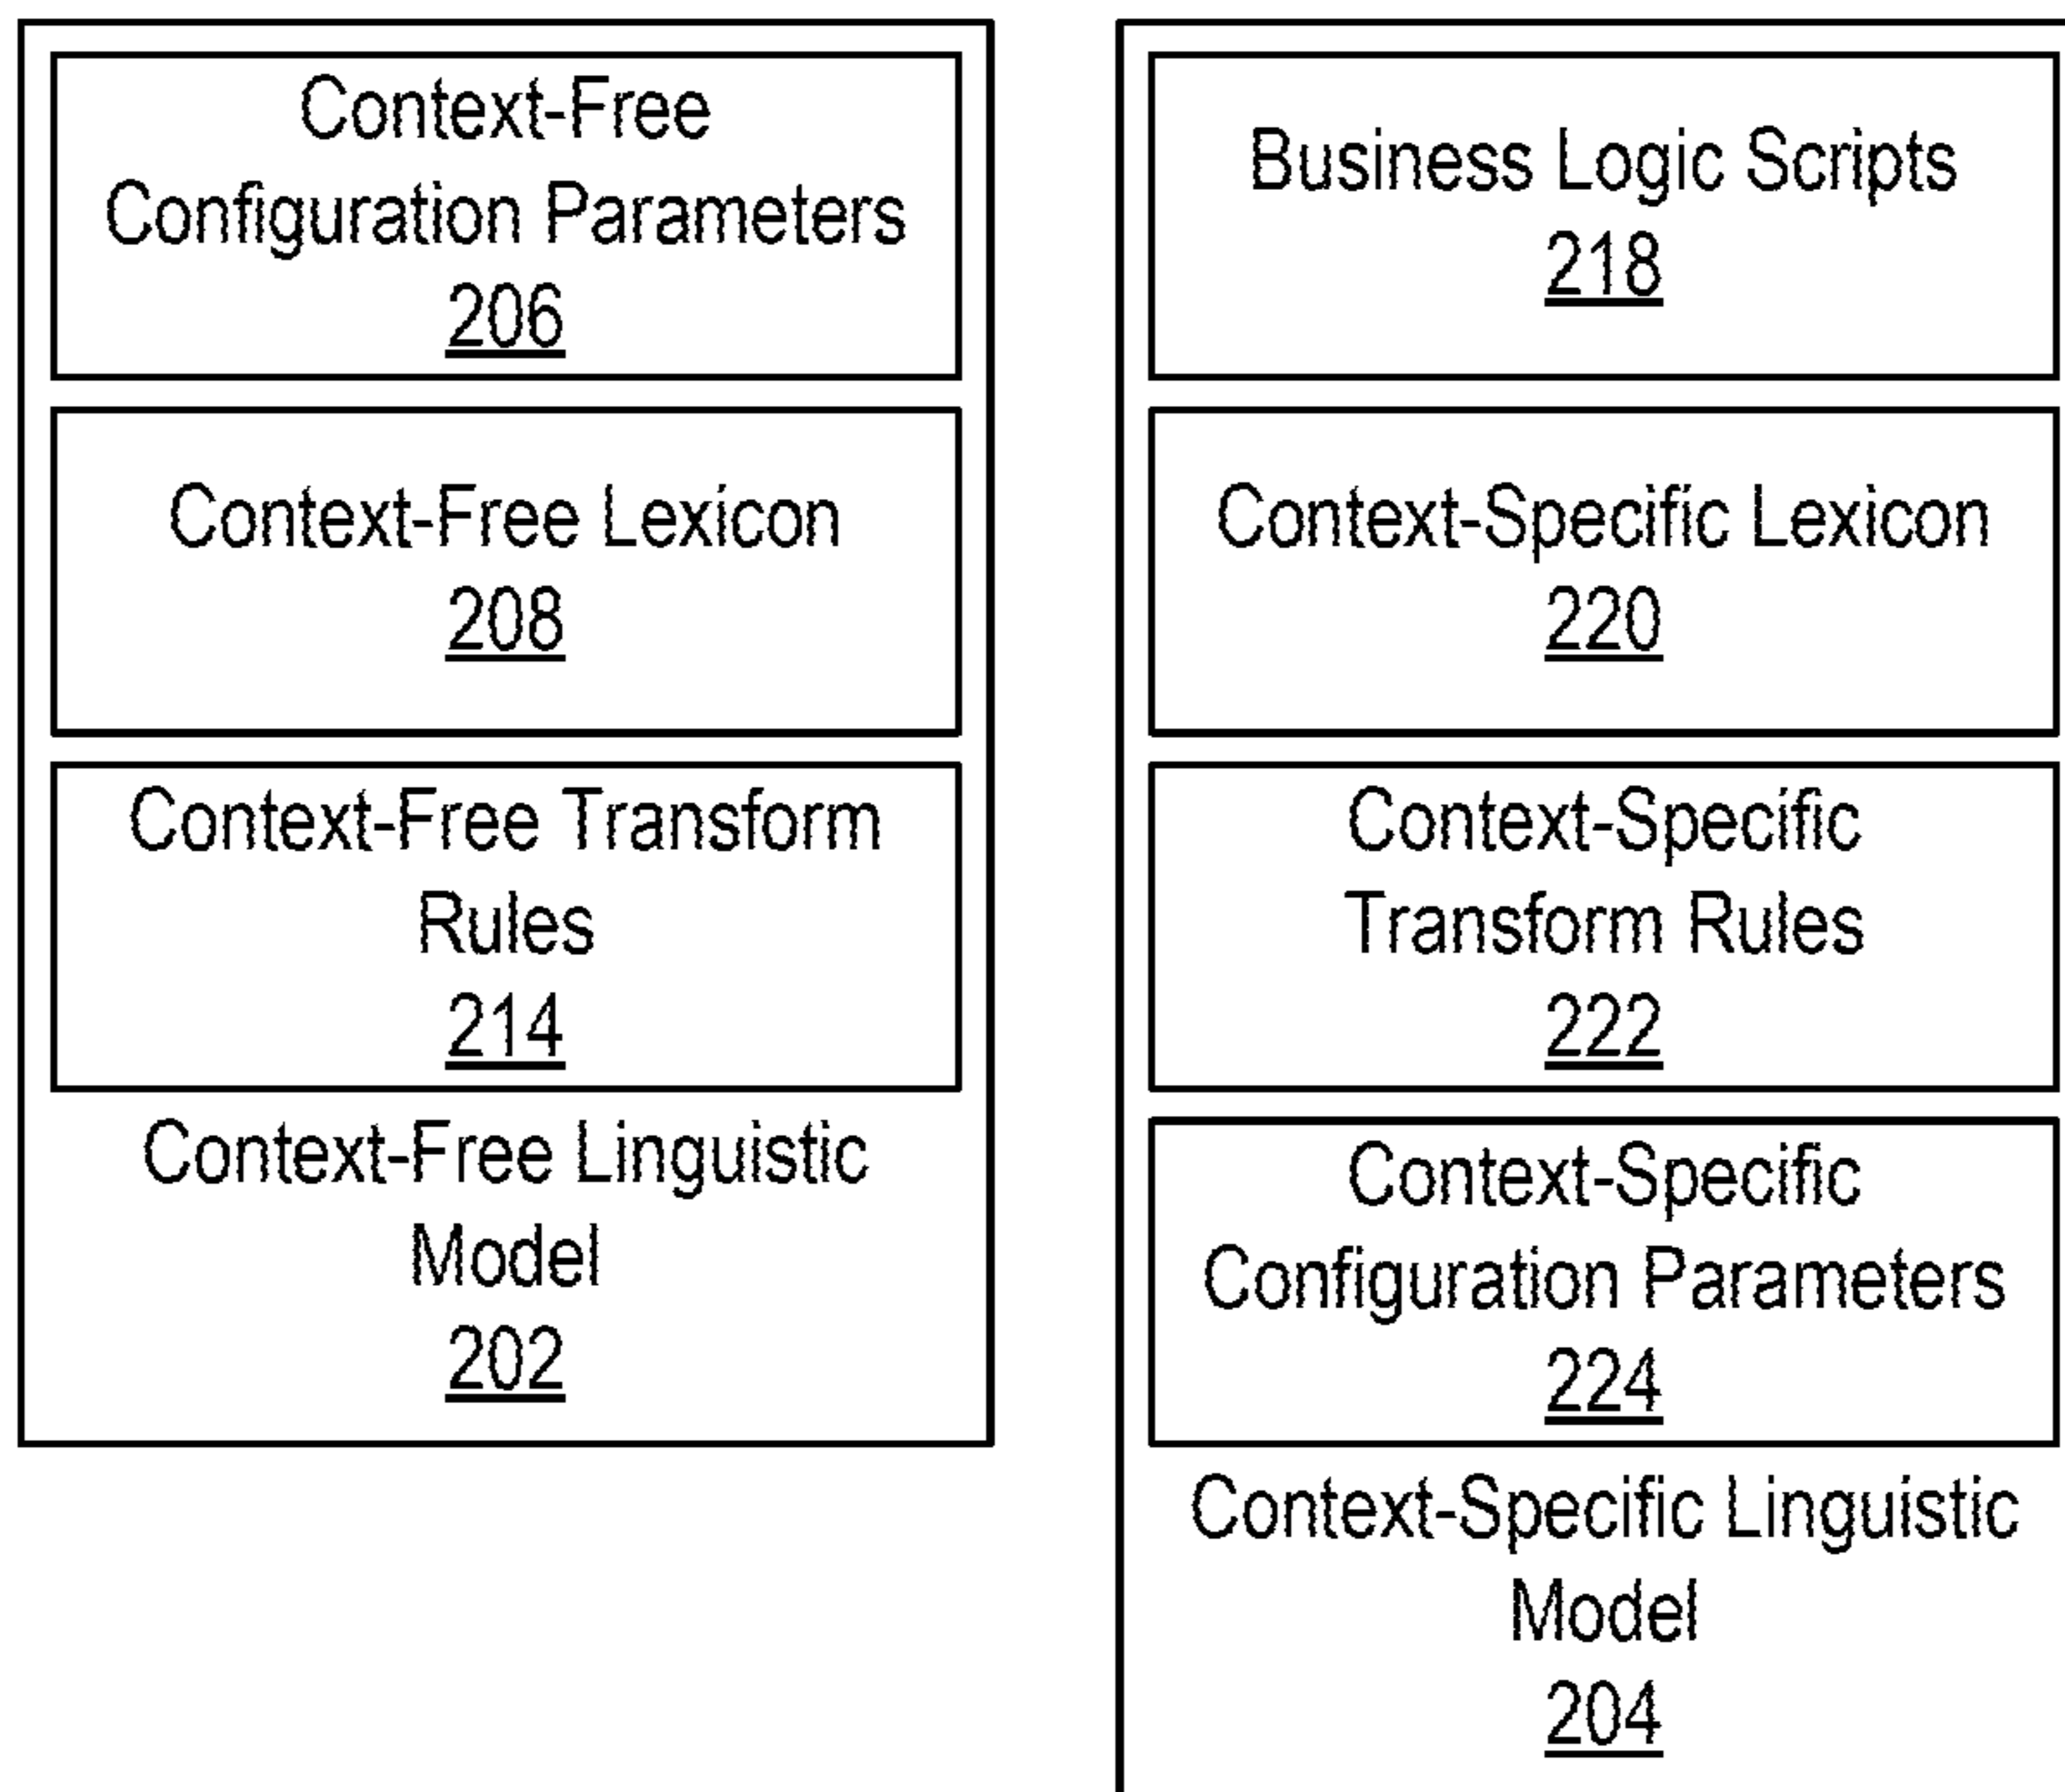 Context-Free
Configuration Parameters
206
Context-Free Lexicon
208
Context-Free Transform
Rules
214
Context-Free Linguistic
Model
202
Business Logic Scripts
218
Context-Specific Lexicon
220
Context-Specific
Transform Rules
222
Context-Specific
Configuration Parameters
224
Context-Specific Linguistic
Model
204